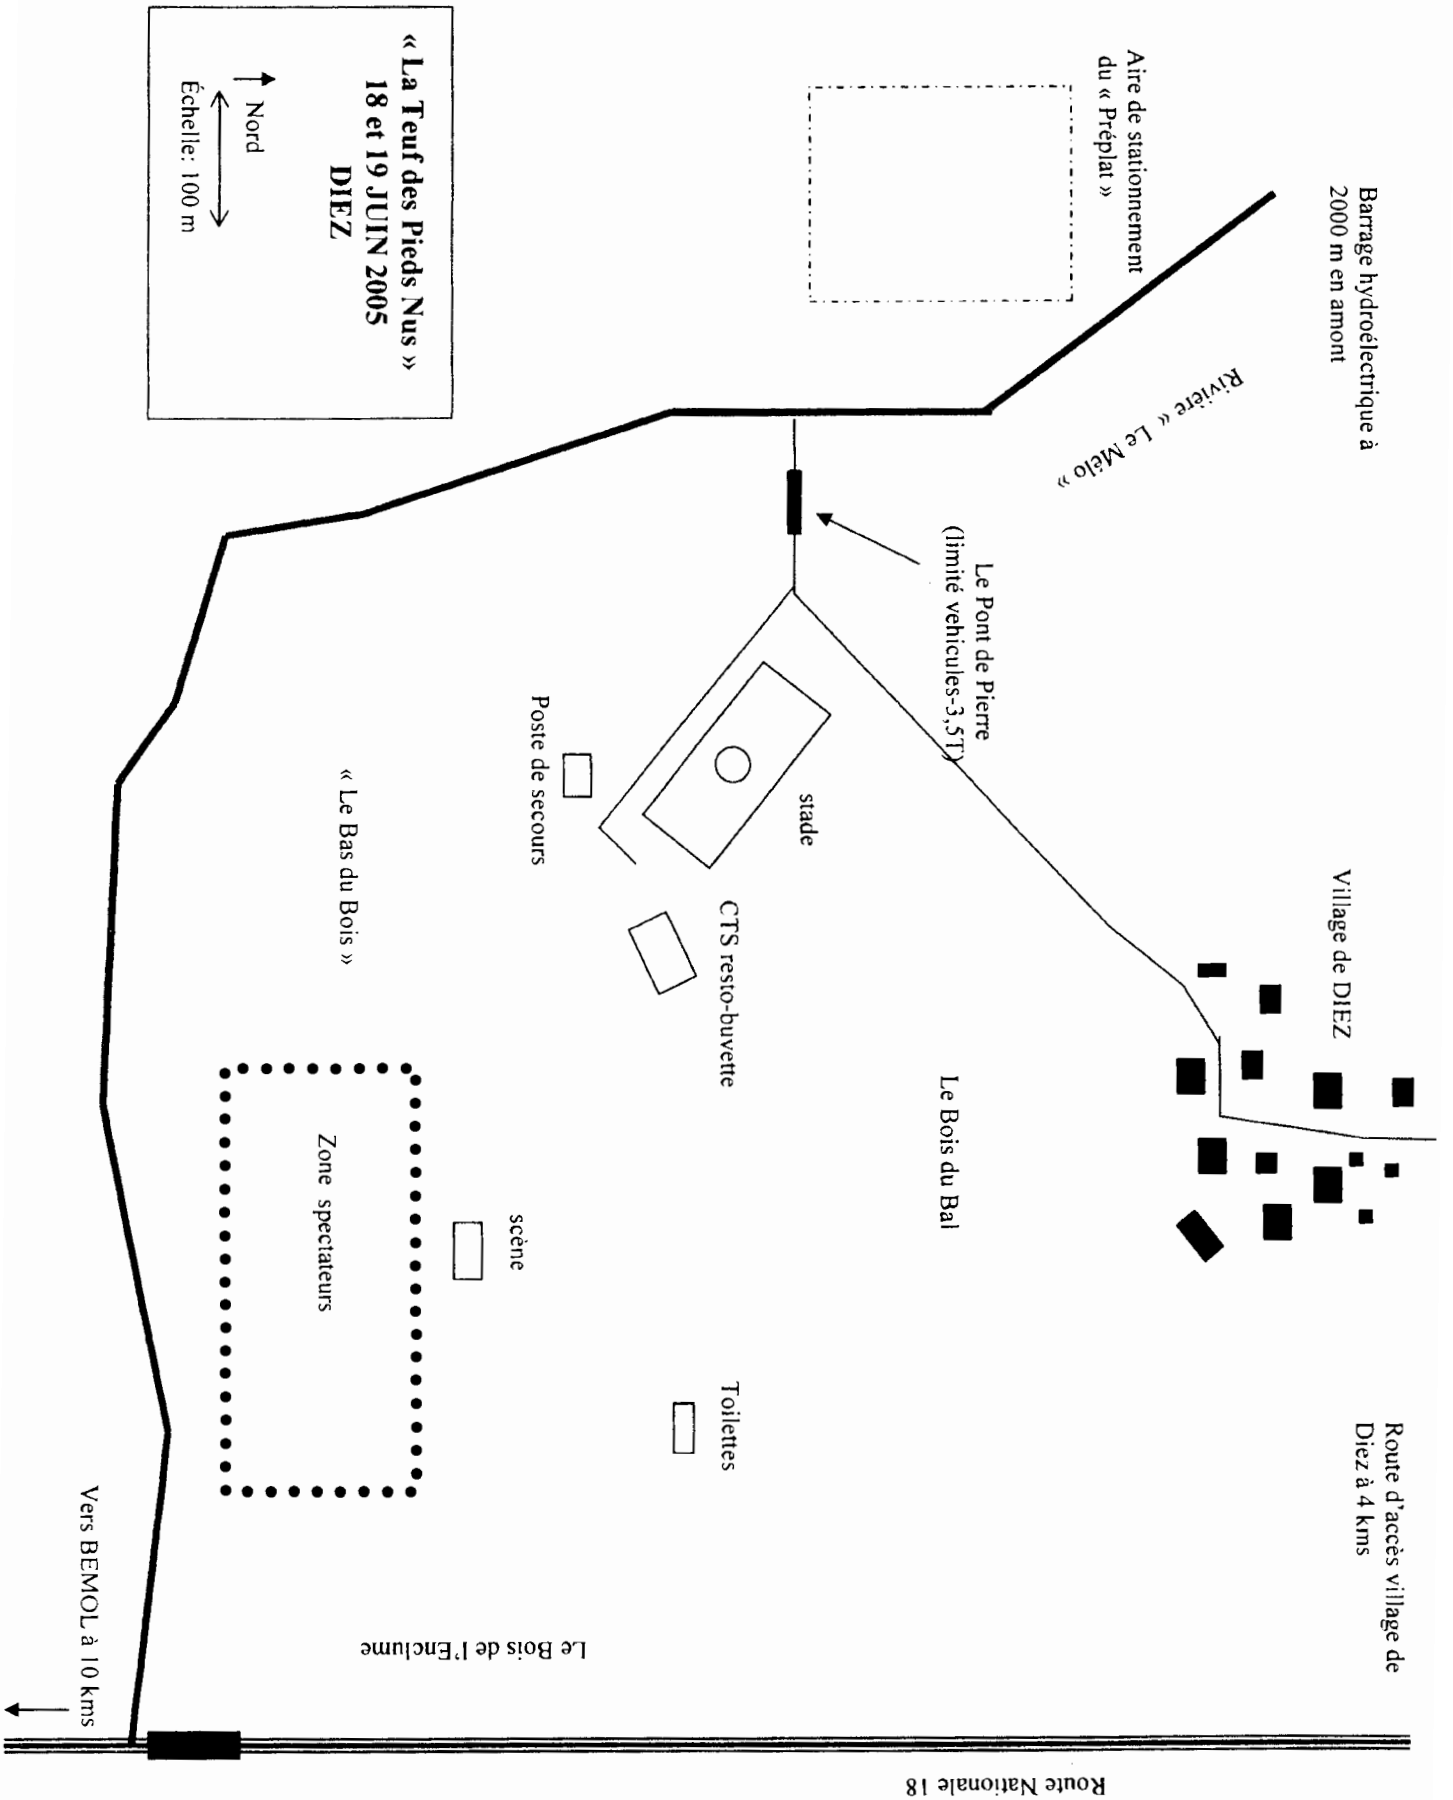 Barrage hydroélectrique à
2000 m en amont
Aire de stationnement
du « Préplat »
Rivière « Le Mélo »
« La Teuf des Pieds Nus »
18 et 19 JUIN 2005
DIEZ
Nord
Échelle: 100 m
Le Pont de Pierre
(limité vehicules-3,5T)
Village de DIEZ
stade
Poste de secours
CTS resto-buvette
« Le Bas du Bois »
Le Bois du Bal
scène
Zone spectateurs
Toilettes
Route d'accès village de
Diez à 4 kms
Le Bois de l'Enclume
Vers BEMOL à 10 kms
Route Nationale 18